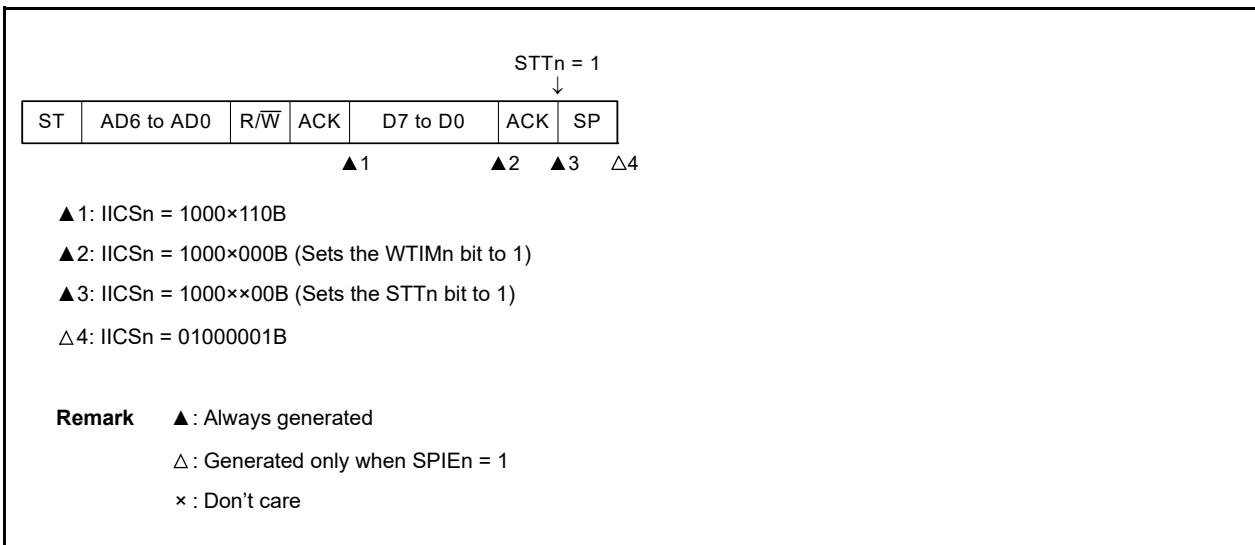 STTn = 1
↓
ST AD6 to AD0 R/W̅ ACK D7 to D0 ACK SP
▲1 ▲2 ▲3 △4
▲1: IICSn = 1000×110B
▲2: IICSn = 1000×000B (Sets the WTIMn bit to 1)
▲3: IICSn = 1000××00B (Sets the STTn bit to 1)
△4: IICSn = 01000001B
Remark ▲: Always generated
△: Generated only when SPIEn = 1
×: Don’t care